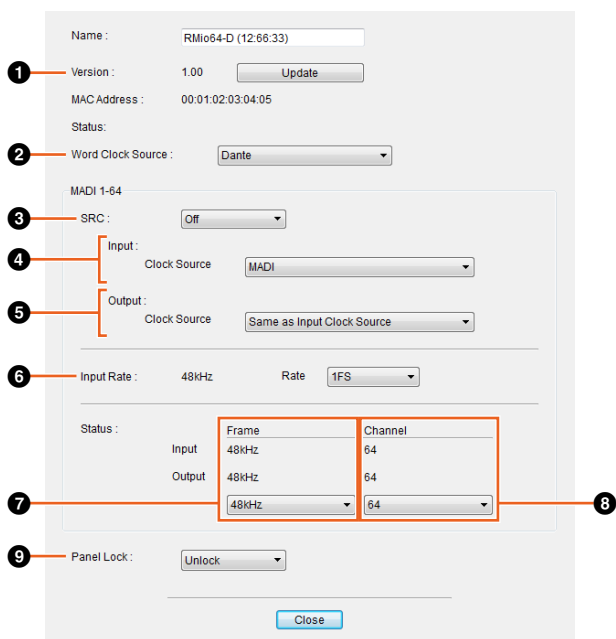 Name : RMio64-D (12:66:33)
1 Version : 1.00 Update
MAC Address : 00:01:02:03:04:05
Status:
2 Word Clock Source : Dante
MADI 1-64
3 SRC : Off
4 Input :
Clock Source MADI
5 Output :
Clock Source Same as Input Clock Source
6 Input Rate : 48kHz Rate 1FS
Status : Frame Channel
Input 48kHz 64
Output 48kHz 64
7 48kHz 64 8
9 Panel Lock : Unlock
Close